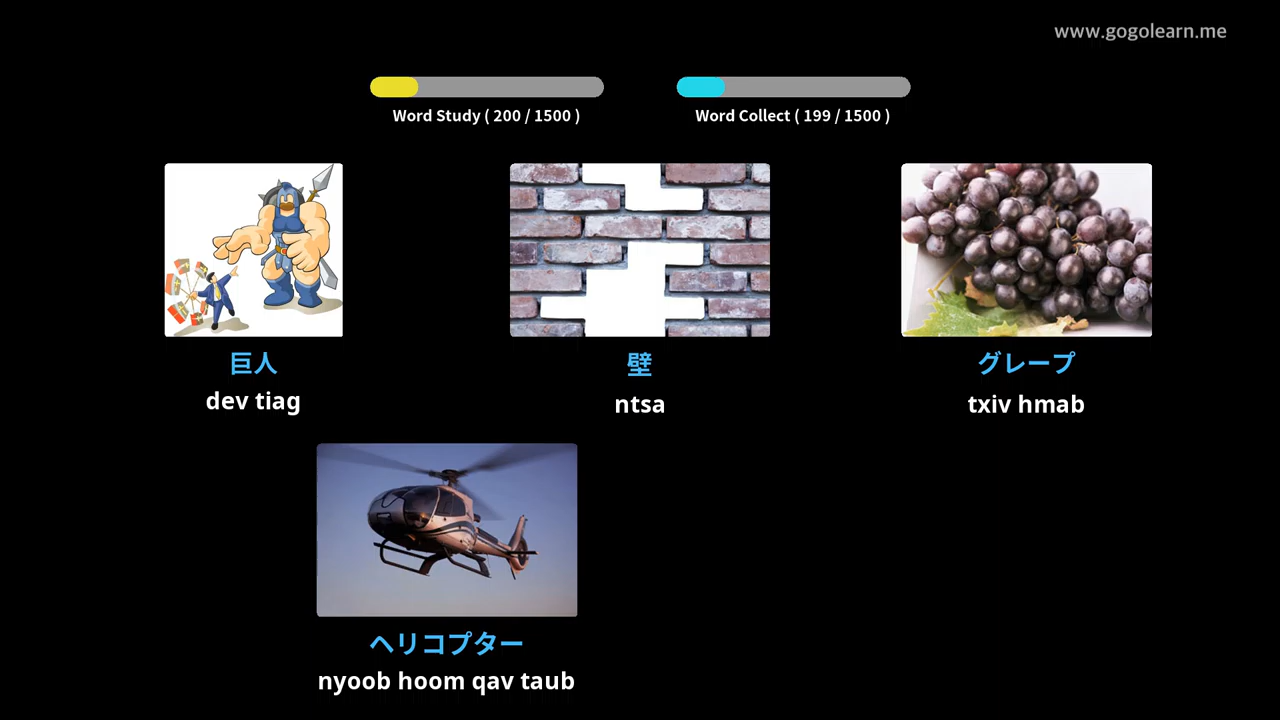 www.gogolearn.me
Word Study ( 200 / 1500 )
Word Collect ( 199 / 1500 )
巨人
dev tiag
壁
ntsa
グレープ
txiv hmab
ヘリコプター
nyoob hoom qav taub